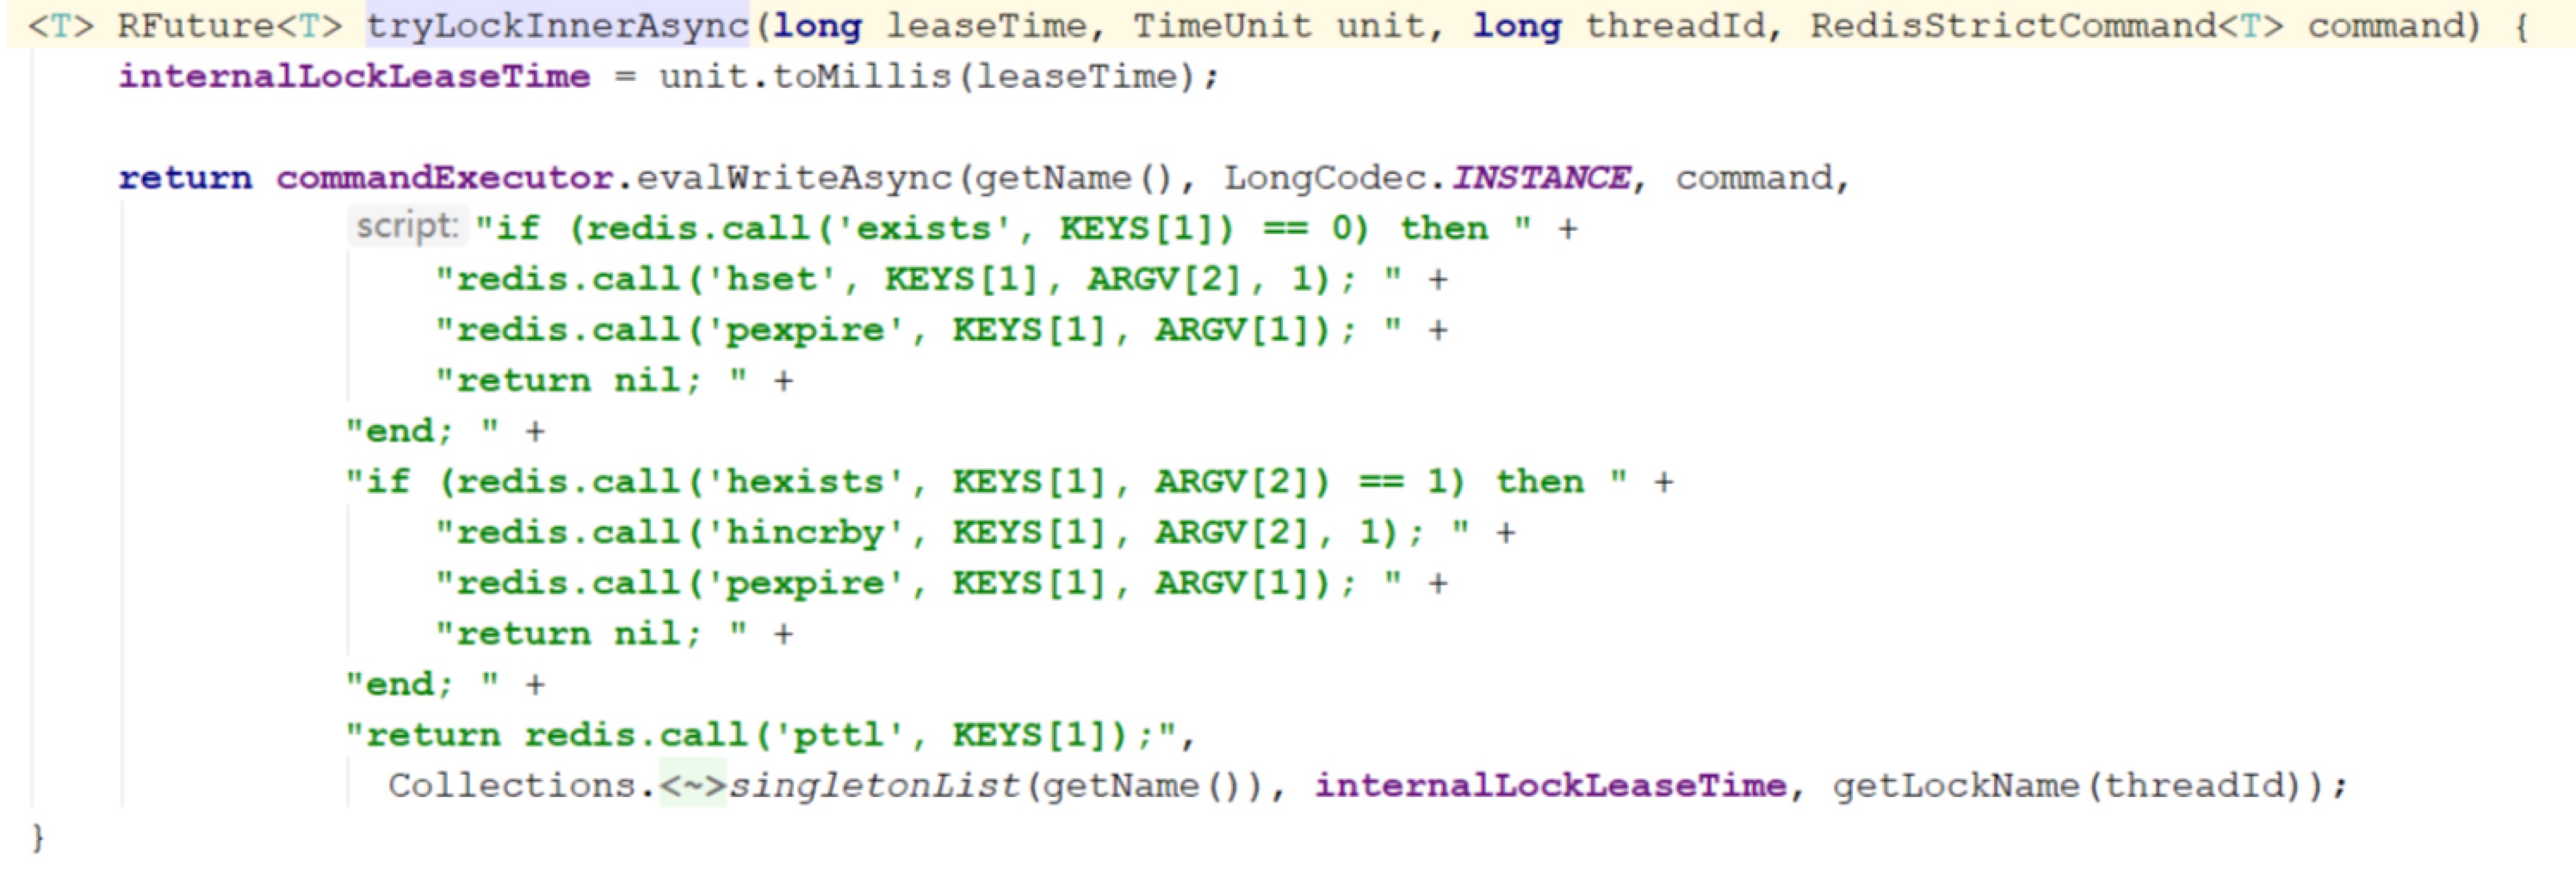 <T> RFuture<T> tryLockInnerAsync(long leaseTime, TimeUnit unit, long threadId, RedisStrictCommand<T> command) {
internalLockLeaseTime = unit.toMillis(leaseTime);
return commandExecutor.evalWriteAsync(getName(), LongCodec.INSTANCE, command,
script: "if (redis.call('exists', KEYS[1]) == 0) then " +
"redis.call('hset', KEYS[1], ARGV[2], 1); " +
"redis.call('pexpire', KEYS[1], ARGV[1]); " +
"return nil; " +
"end; " +
"if (redis.call('hexists', KEYS[1], ARGV[2]) == 1) then " +
"redis.call('hincrby', KEYS[1], ARGV[2], 1); " +
"redis.call('pexpire', KEYS[1], ARGV[1]); " +
"return nil; " +
"end; " +
"return redis.call('pttl', KEYS[1]);",
Collections.<~>singletonList(getName()), internalLockLeaseTime, getLockName(threadId));
}